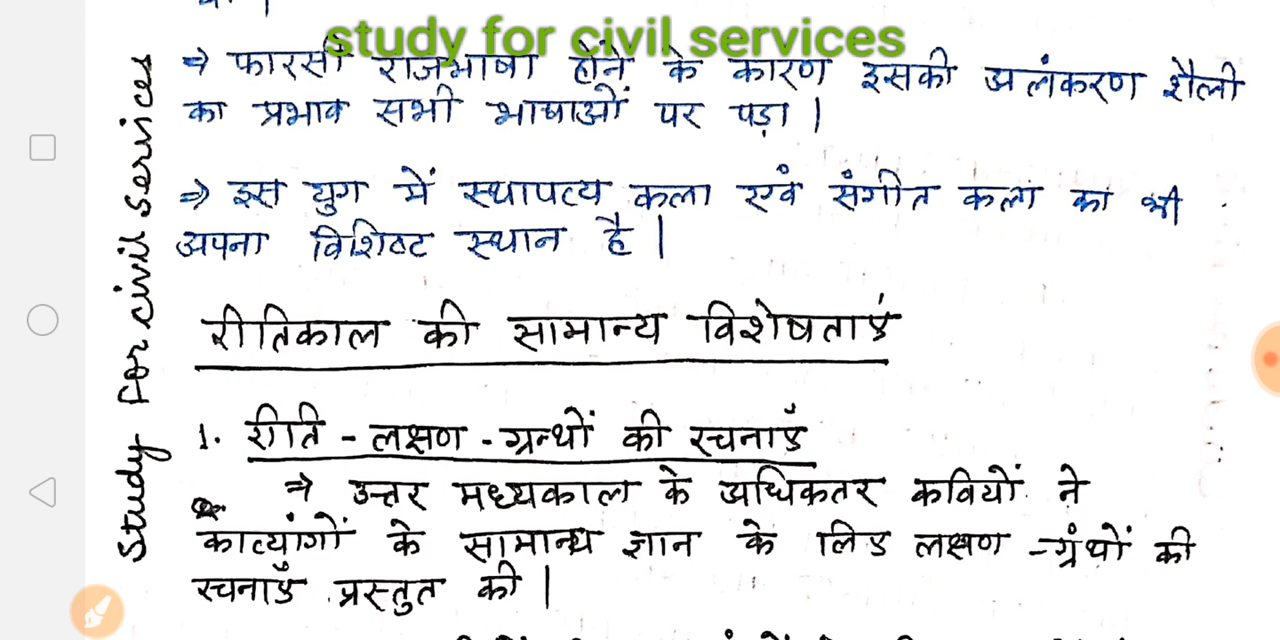 study for civil services
Study For civil services
⇒ फारसी राजभाषा होने के कारण इसकी अलंकरण शैली
का प्रभाव सभी भाषाओं पर पड़ा |
⇒ इस युग में स्थापत्य कला एवं संगीत कला का भी
अपना विशिष्ट स्थान है |
रीतिकाल की सामान्य विशेषताएं
1. रीति - लक्षण - ग्रन्थों की रचनाएँ
⇒ उत्तर मध्यकाल के अधिकतर कवियों ने
काव्यांगों के सामान्य ज्ञान के लिए लक्षण - ग्रंथों की
रचनाएँ प्रस्तुत की |